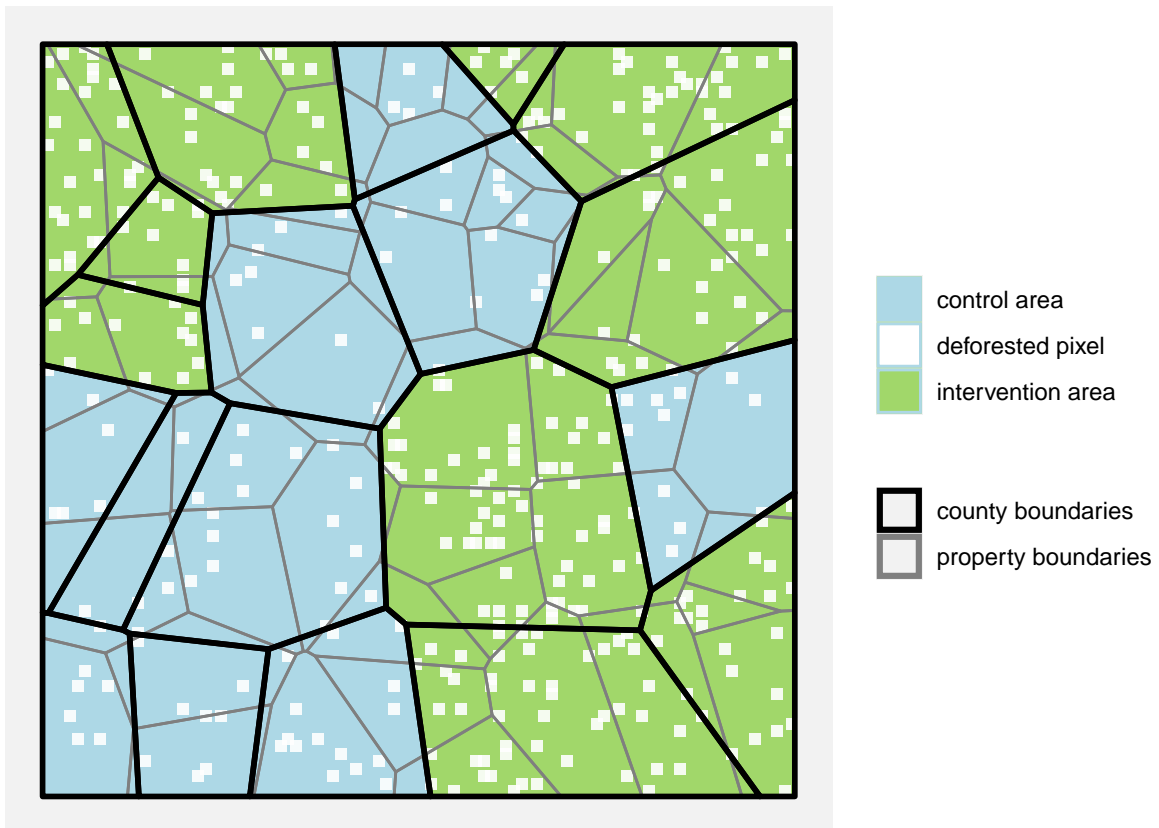 control area
deforested pixel
intervention area
county boundaries
property boundaries